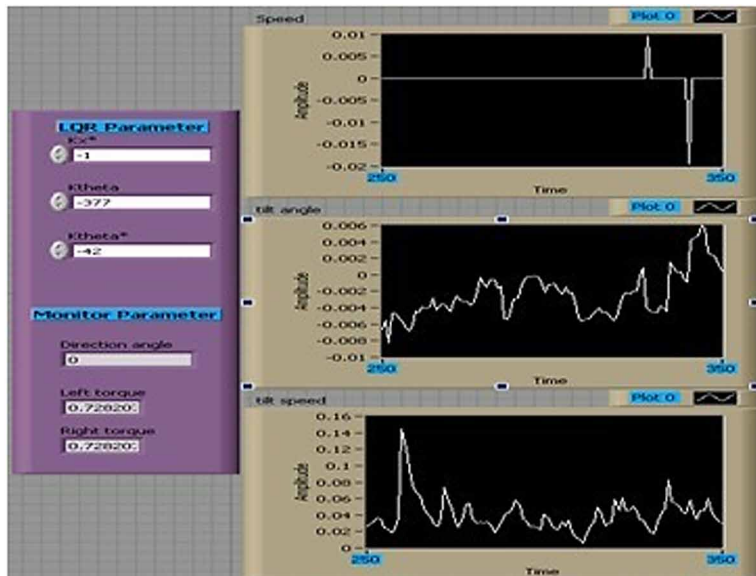 Speed
Plot 0
0.01
0.005
0
-0.005
-0.01
-0.015
-0.02
Amplitude
250
350
Time
LQR Parameter
Kx*
-1
Ktheta
-377
Ktheta*
-42
Monitor Parameter
Direction angle
0
Left torque
0.72820
Right torque
0.72820
tilt angle
Plot 0
0.006
0.004
0.002
0
-0.002
-0.004
-0.006
-0.008
-0.01
Amplitude
250
350
Time
tilt speed
Plot 0
0.16
0.14
0.12
0.1
0.08
0.06
0.04
0.02
0
Amplitude
250
350
Time